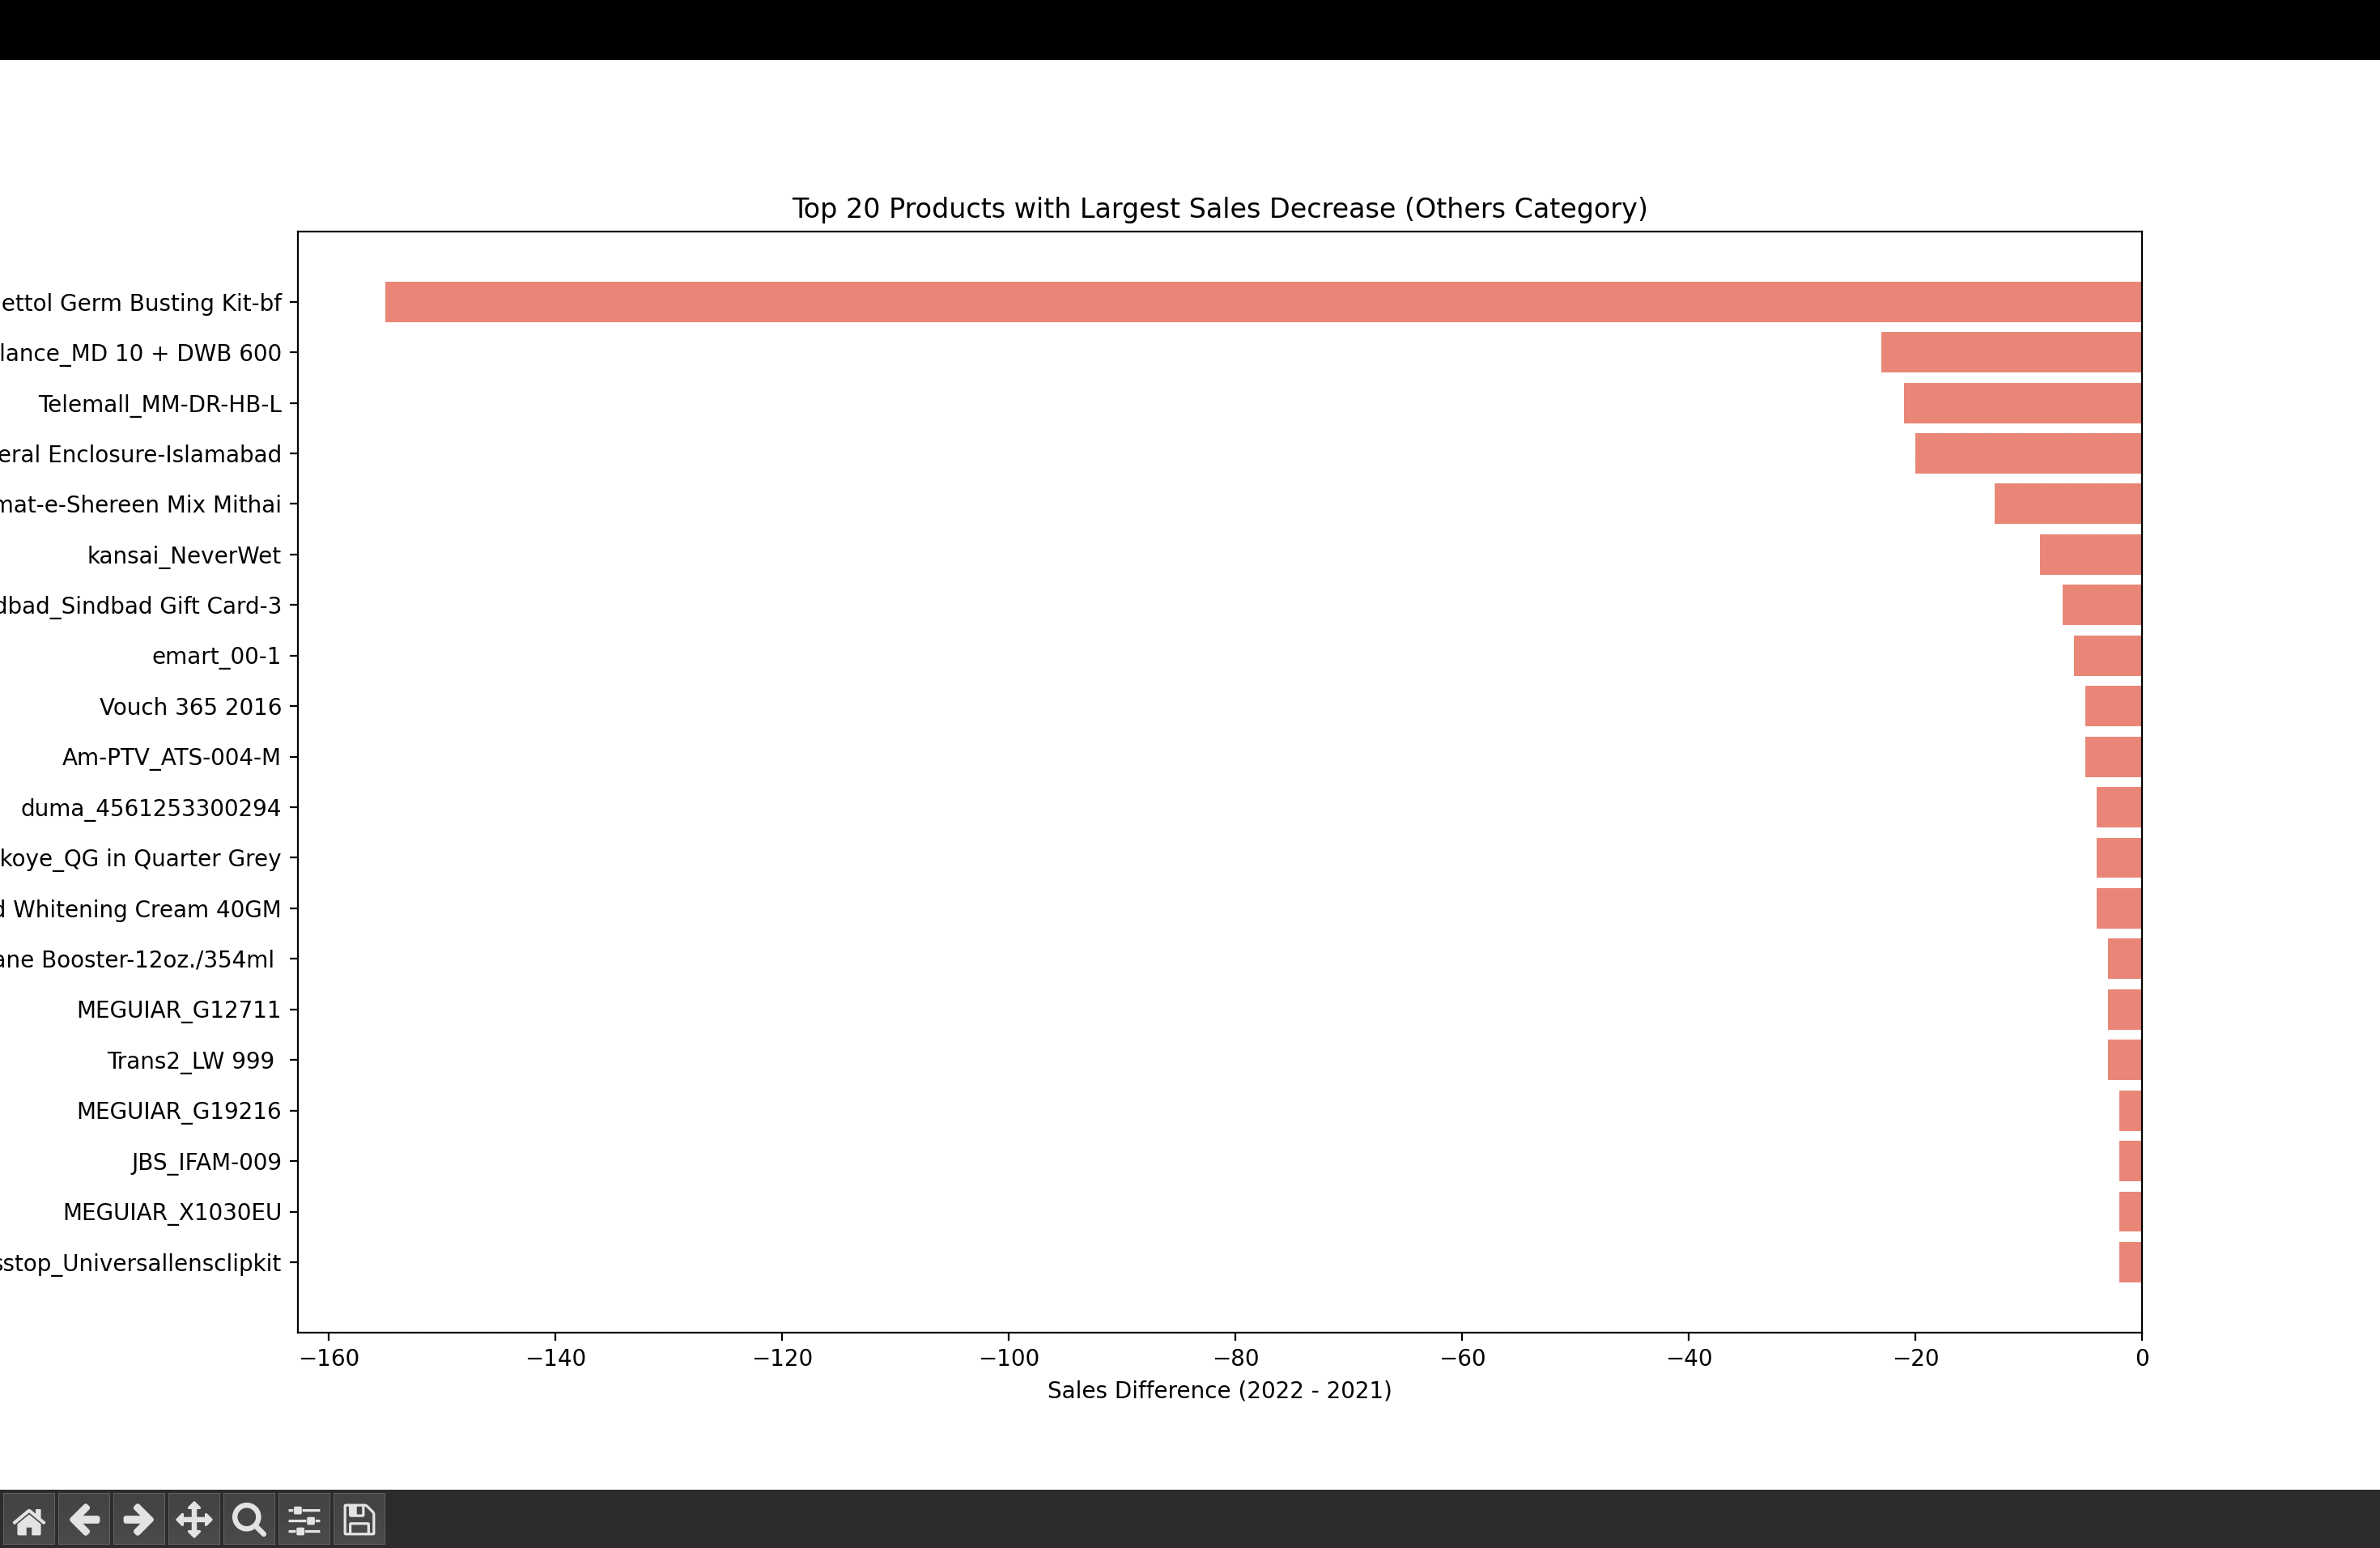 Top 20 Products with Largest Sales Decrease (Others Category)
ettol Germ Busting Kit-bf
lance_MD 10 + DWB 600
Telemall_MM-DR-HB-L
eral Enclosure-Islamabad
mat-e-Shereen Mix Mithai
kansai_NeverWet
dbad_Sindbad Gift Card-3
emart_00-1
Vouch 365 2016
Am-PTV_ATS-004-M
duma_4561253300294
koye_QG in Quarter Grey
d Whitening Cream 40GM
ane Booster-12oz./354ml
MEGUIAR_G12711
Trans2_LW 999
MEGUIAR_G19216
JBS_IFAM-009
MEGUIAR_X1030EU
sstop_Universallensclipkit
−160 −140 −120 −100 −80 −60 −40 −20 0
Sales Difference (2022 - 2021)